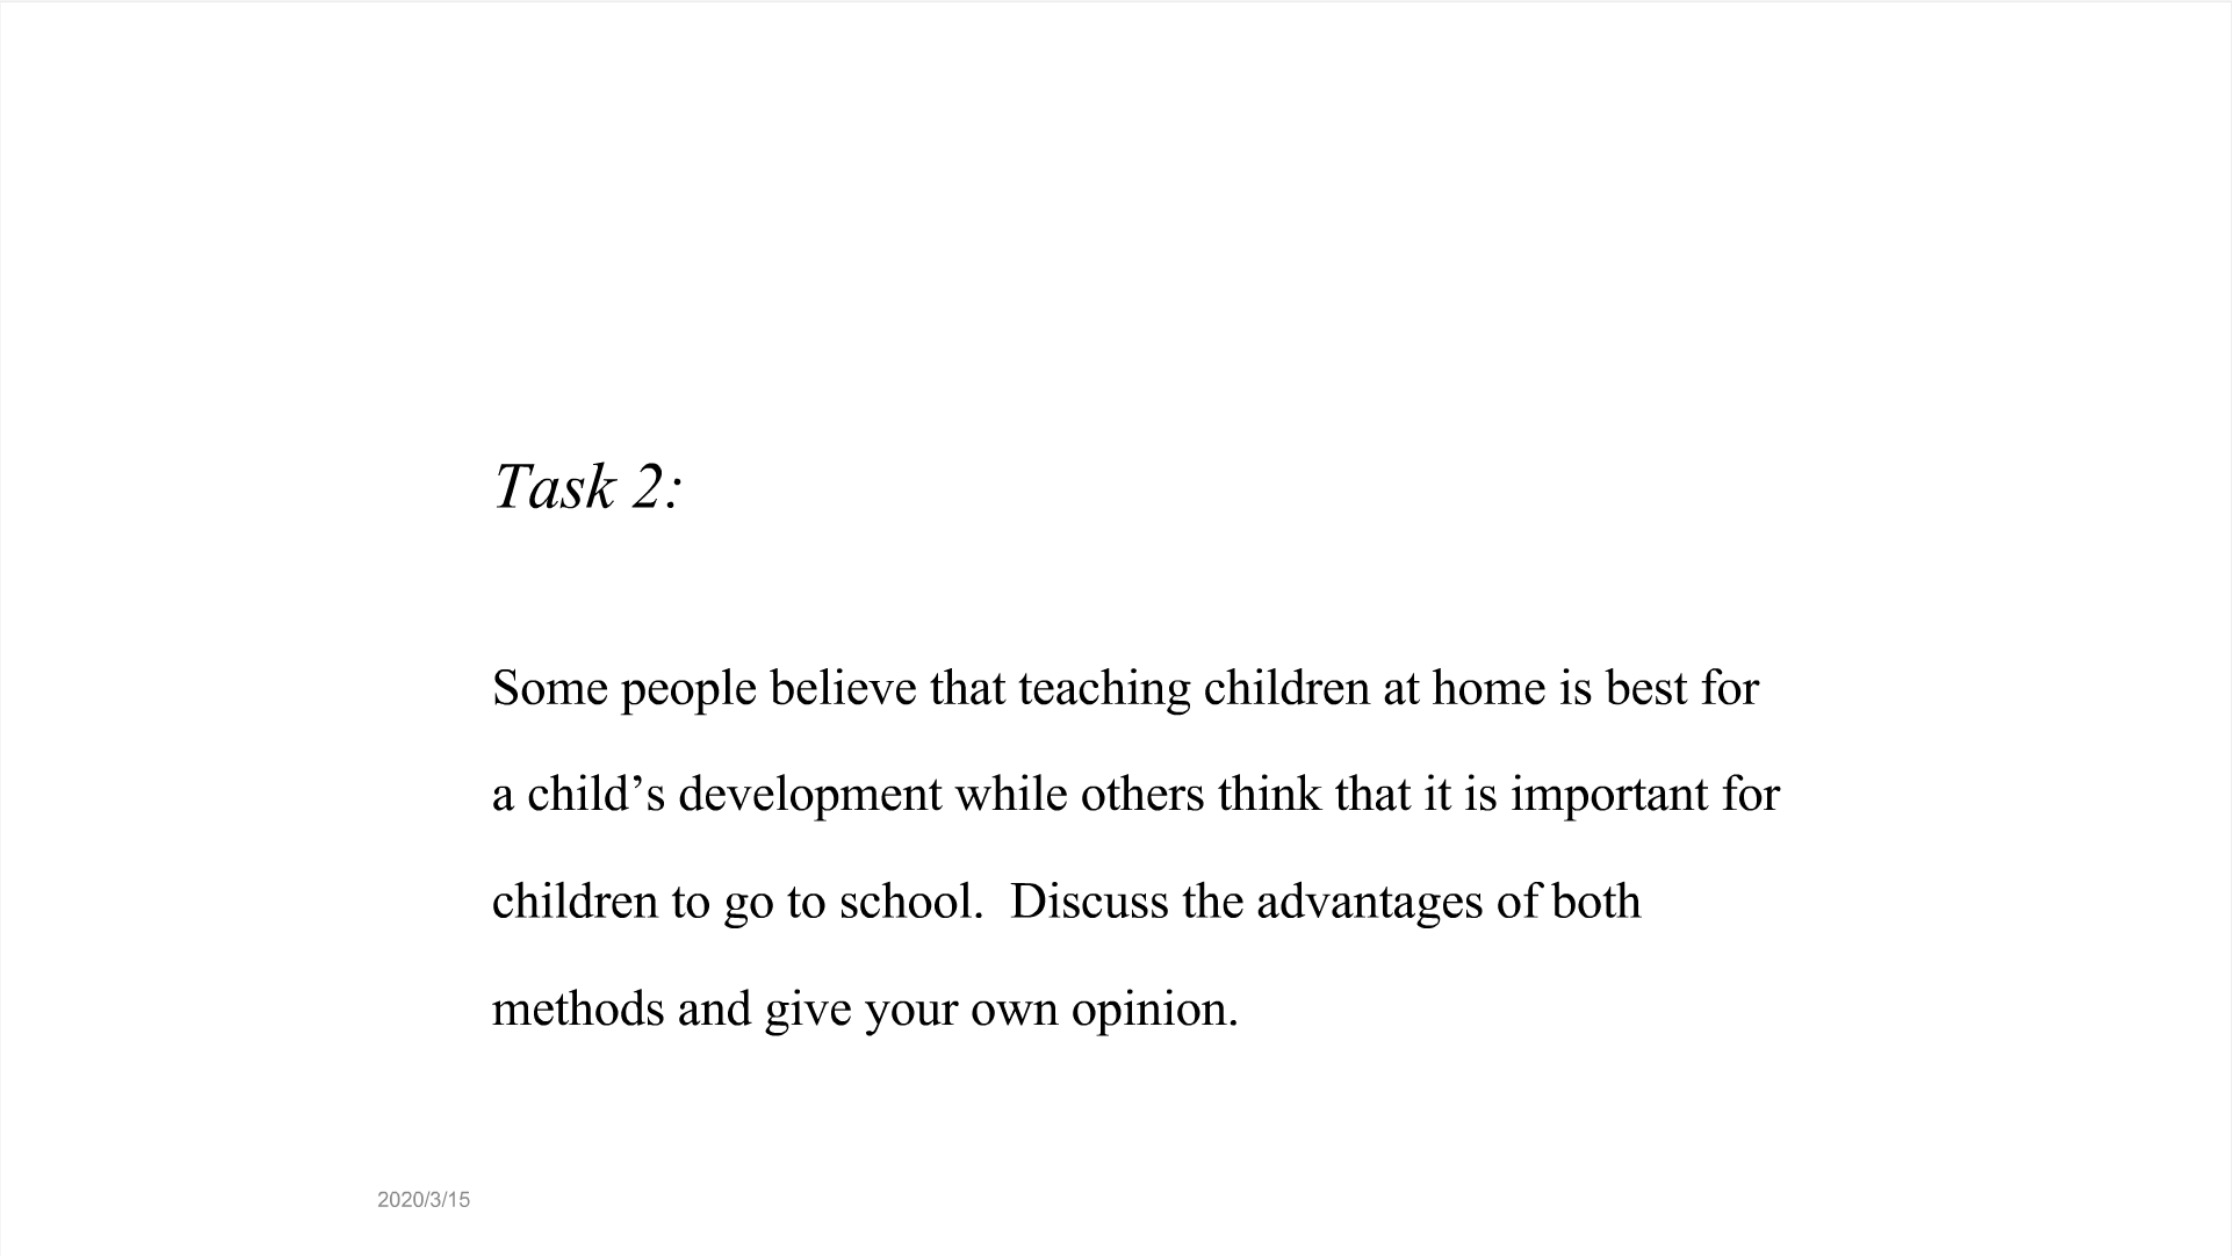 Task 2:
Some people believe that teaching children at home is best for
a child’s development while others think that it is important for
children to go to school.  Discuss the advantages of both
methods and give your own opinion.
2020/3/15